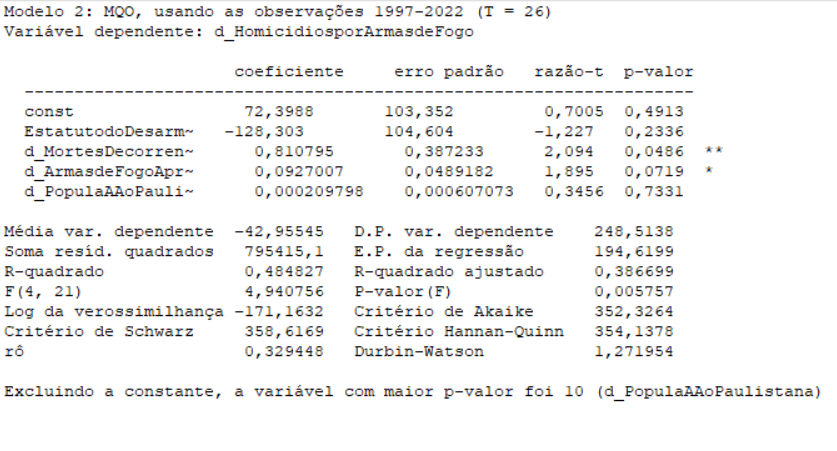 Modelo 2: MQO, usando as observações 1997-2022 (T = 26)
Variável dependente: d_HomicidiosporArmasdeFogo
coeficiente erro padrão razão-t p-valor
-------------------------------------------------------------------
const 72,3988 103,352 0,7005 0,4913
EstatutodoDesarm~ -128,303 104,604 -1,227 0,2336
d_MortesDecorren~ 0,810795 0,387233 2,094 0,0486 **
d_ArmasdeFogoApr~ 0,0927007 0,0489182 1,895 0,0719 *
d_PopulaAAoPauli~ 0,000209798 0,000607073 0,3456 0,7331
Média var. dependente -42,95545 D.P. var. dependente 248,5138
Soma resíd. quadrados 795415,1 E.P. da regressão 194,6199
R-quadrado 0,484827 R-quadrado ajustado 0,386699
F(4, 21) 4,940756 P-valor(F) 0,005757
Log da verossimilhança -171,1632 Critério de Akaike 352,3264
Critério de Schwarz 358,6169 Critério Hannan-Quinn 354,1378
rô 0,329448 Durbin-Watson 1,271954
Excluindo a constante, a variável com maior p-valor foi 10 (d_PopulaAAoPaulistana)